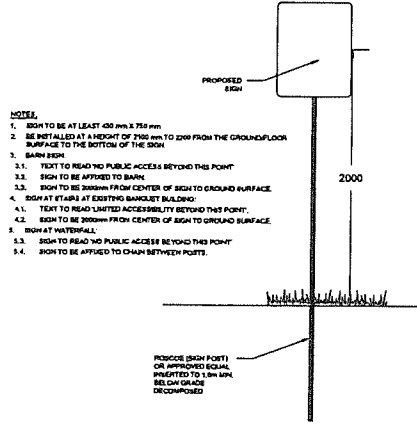 PROPOSED
SIGN
NOTES,
1. SIGN TO BE AT LEAST 450 mm X 750 mm
2. BE INSTALLED AT A HEIGHT OF 2100 mm TO 2200 FROM THE GROUND/FLOOR
SURFACE TO THE BOTTOM OF THE SIGN
3. BARN SIGN
3.1. TEXT TO READ 'NO PUBLIC ACCESS BEYOND THIS POINT'
3.2. SIGN TO BE AFFIXED TO BARN.
3.3. SIGN TO BE 2000mm FROM CENTER OF SIGN TO GROUND SURFACE.
4. SIGN AT STAIRS AT EXISTING BANQUET BUILDING:
4.1. TEXT TO READ 'LIMITED ACCESSIBILITY BEYOND THIS POINT',
4.2. SIGN TO BE 2000mm FROM CENTER OF SIGN TO GROUND SURFACE.
5. SIGN AT WATERFALL:
5.3. SIGN TO READ 'NO PUBLIC ACCESS BEYOND THIS POINT'
5.4. SIGN TO BE AFFIXED TO CHAIN BETWEEN POSTS.
2000
ROSCOE (SIGN POST)
OR APPROVED EQUAL
INSERTED TO 1.0m MIN.
BELOW GRADE
DECOMPOSED